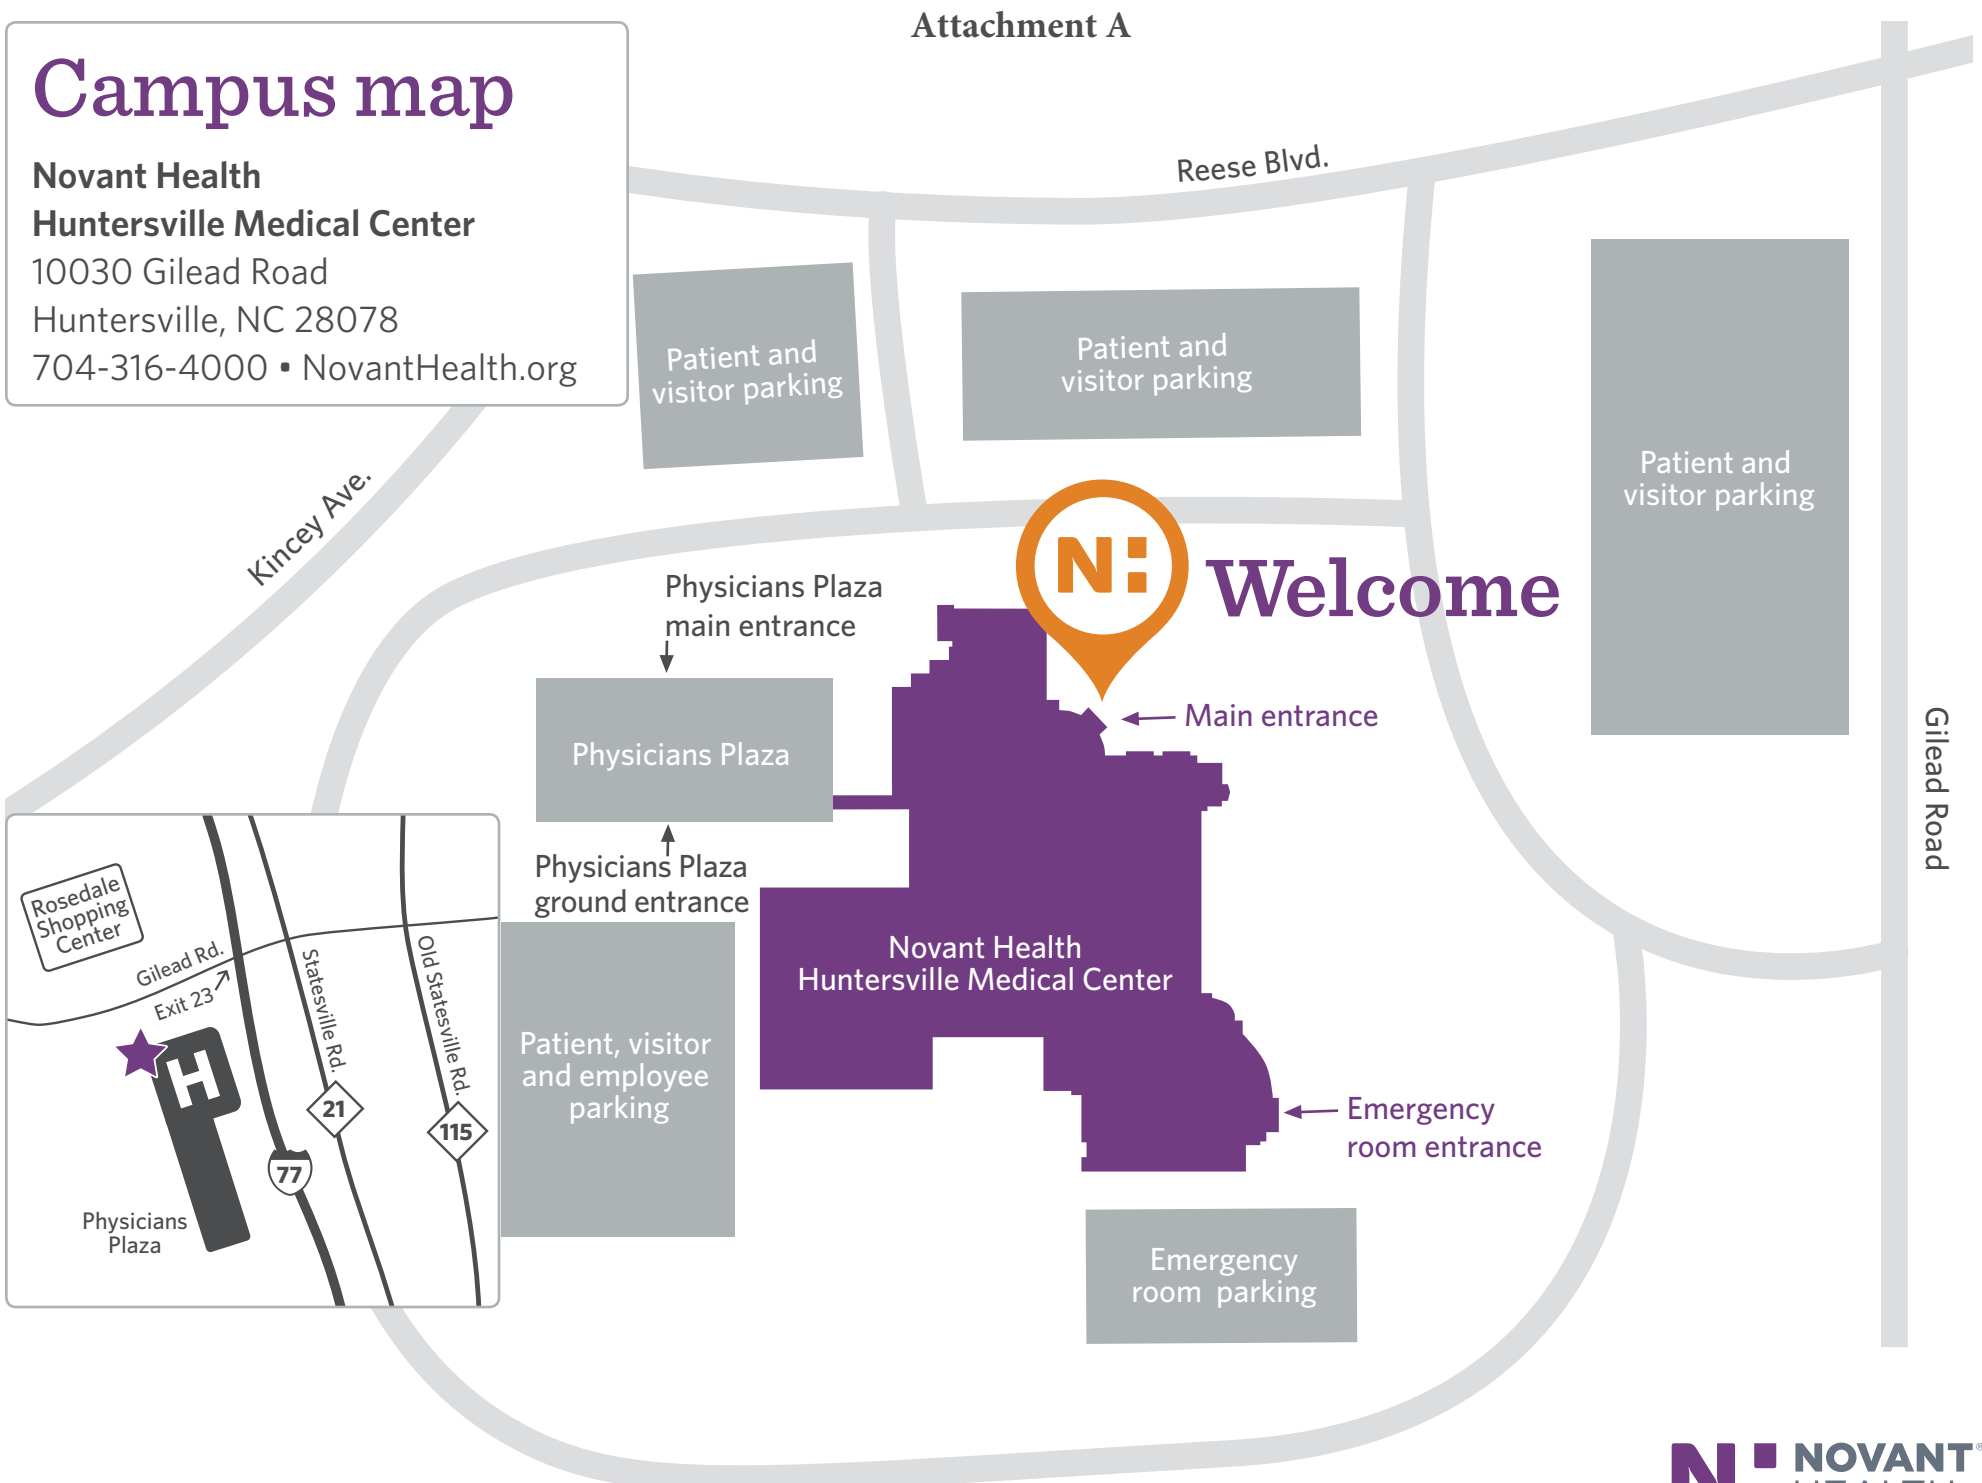 Attachment A
Campus map
Novant Health
Huntersville Medical Center
10030 Gilead Road
Huntersville, NC 28078
704-316-4000 • NovantHealth.org
Reese Blvd.
Patient and
visitor parking
Patient and
visitor parking
Patient and
visitor parking
Kincey Ave.
N:
Welcome
Physicians Plaza
main entrance
Main entrance
Physicians Plaza
Gilead Road
Physicians Plaza
ground entrance
Novant Health
Huntersville Medical Center
Patient, visitor
and employee
parking
Emergency
room entrance
Emergency
room parking
Rosedale
Shopping
Center
Gilead Rd.
Exit 23
Statesville Rd.
Old Statesville Rd.
H
21
115
77
Physicians
Plaza
N: NOVANT®
HEALTH